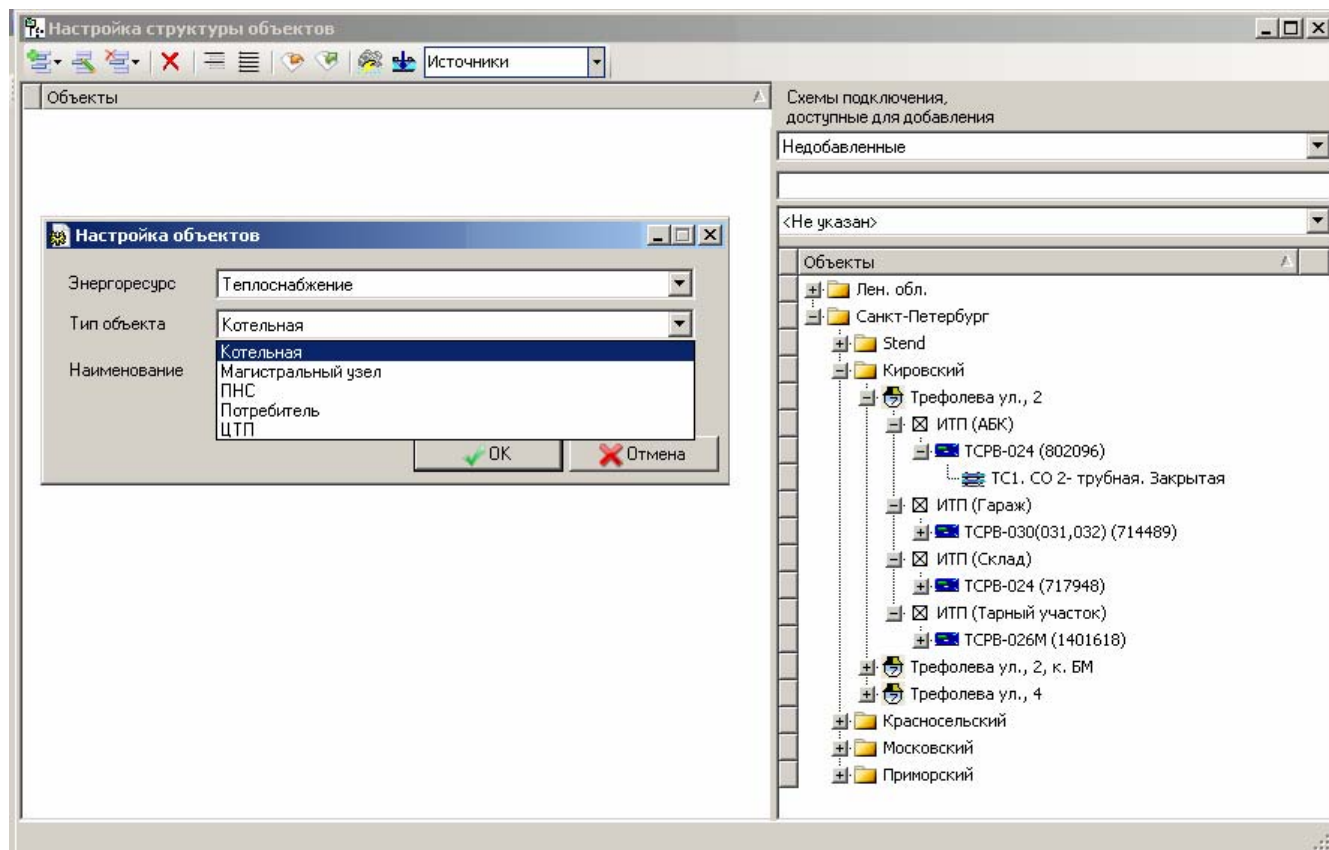 Настройка структуры объектов
Источники
Объекты
Схемы подключения,
доступные для добавления
Недобавленные
<Не указан>
Настройка объектов
Энергоресурс
Теплоснабжение
Тип объекта
Котельная
Наименование
Котельная
Магистральный узел
ПНС
Потребитель
ЦТП
OK
Отмена
Объекты
Лен. обл.
Санкт-Петербург
Stend
Кировский
Трефолева ул., 2
ИТП (АБК)
ТСРВ-024 (802096)
ТС1. СО 2- трубная. Закрытая
ИТП (Гараж)
ТСРВ-030(031,032) (714489)
ИТП (Склад)
ТСРВ-024 (717948)
ИТП (Тарный участок)
ТСРВ-026М (1401618)
Трефолева ул., 2, к. БМ
Трефолева ул., 4
Красносельский
Московский
Приморский